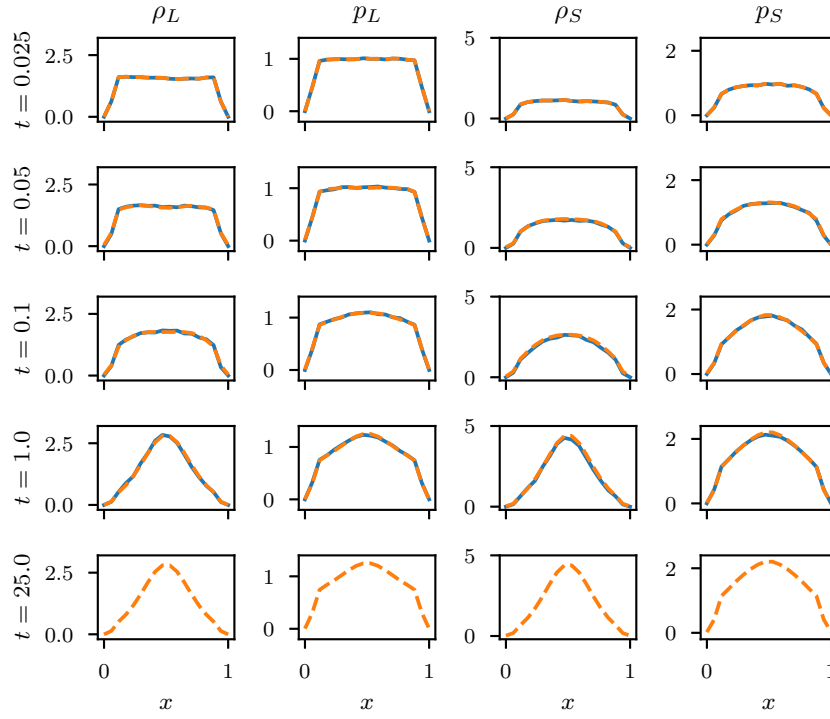 ρ_L p_L ρ_S p_S
t = 0.025 2.5 0.0 1 0 5 0 2 0
t = 0.05 2.5 0.0 1 0 5 0 2 0
t = 0.1 2.5 0.0 1 0 5 0 2 0
t = 1.0 2.5 0.0 1 0 5 0 2 0
t = 25.0 2.5 0.0 1 0 5 0 2 0
0 1 0 1 0 1 0 1
x x x x